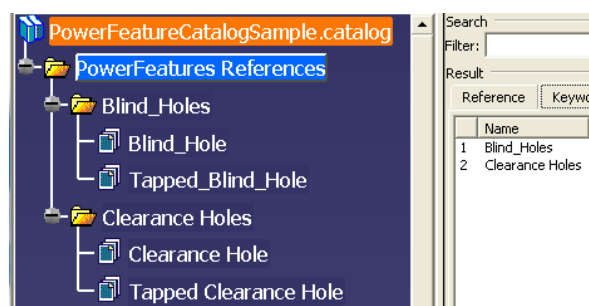 PowerFeatureCatalogSample.catalog
PowerFeatures References
Blind_Holes
Blind_Hole
Tapped_Blind_Hole
Clearance Holes
Clearance Hole
Tapped Clearance Hole
Search
Filter:
Result
Reference Keywo
Name
1 Blind_Holes
2 Clearance Holes